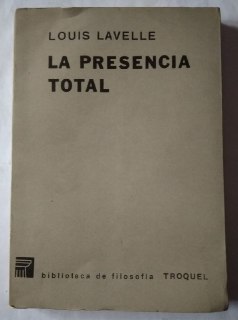 LOUIS LAVELLE
LA PRESENCIA
TOTAL
biblioteca de filosofía TROQUEL